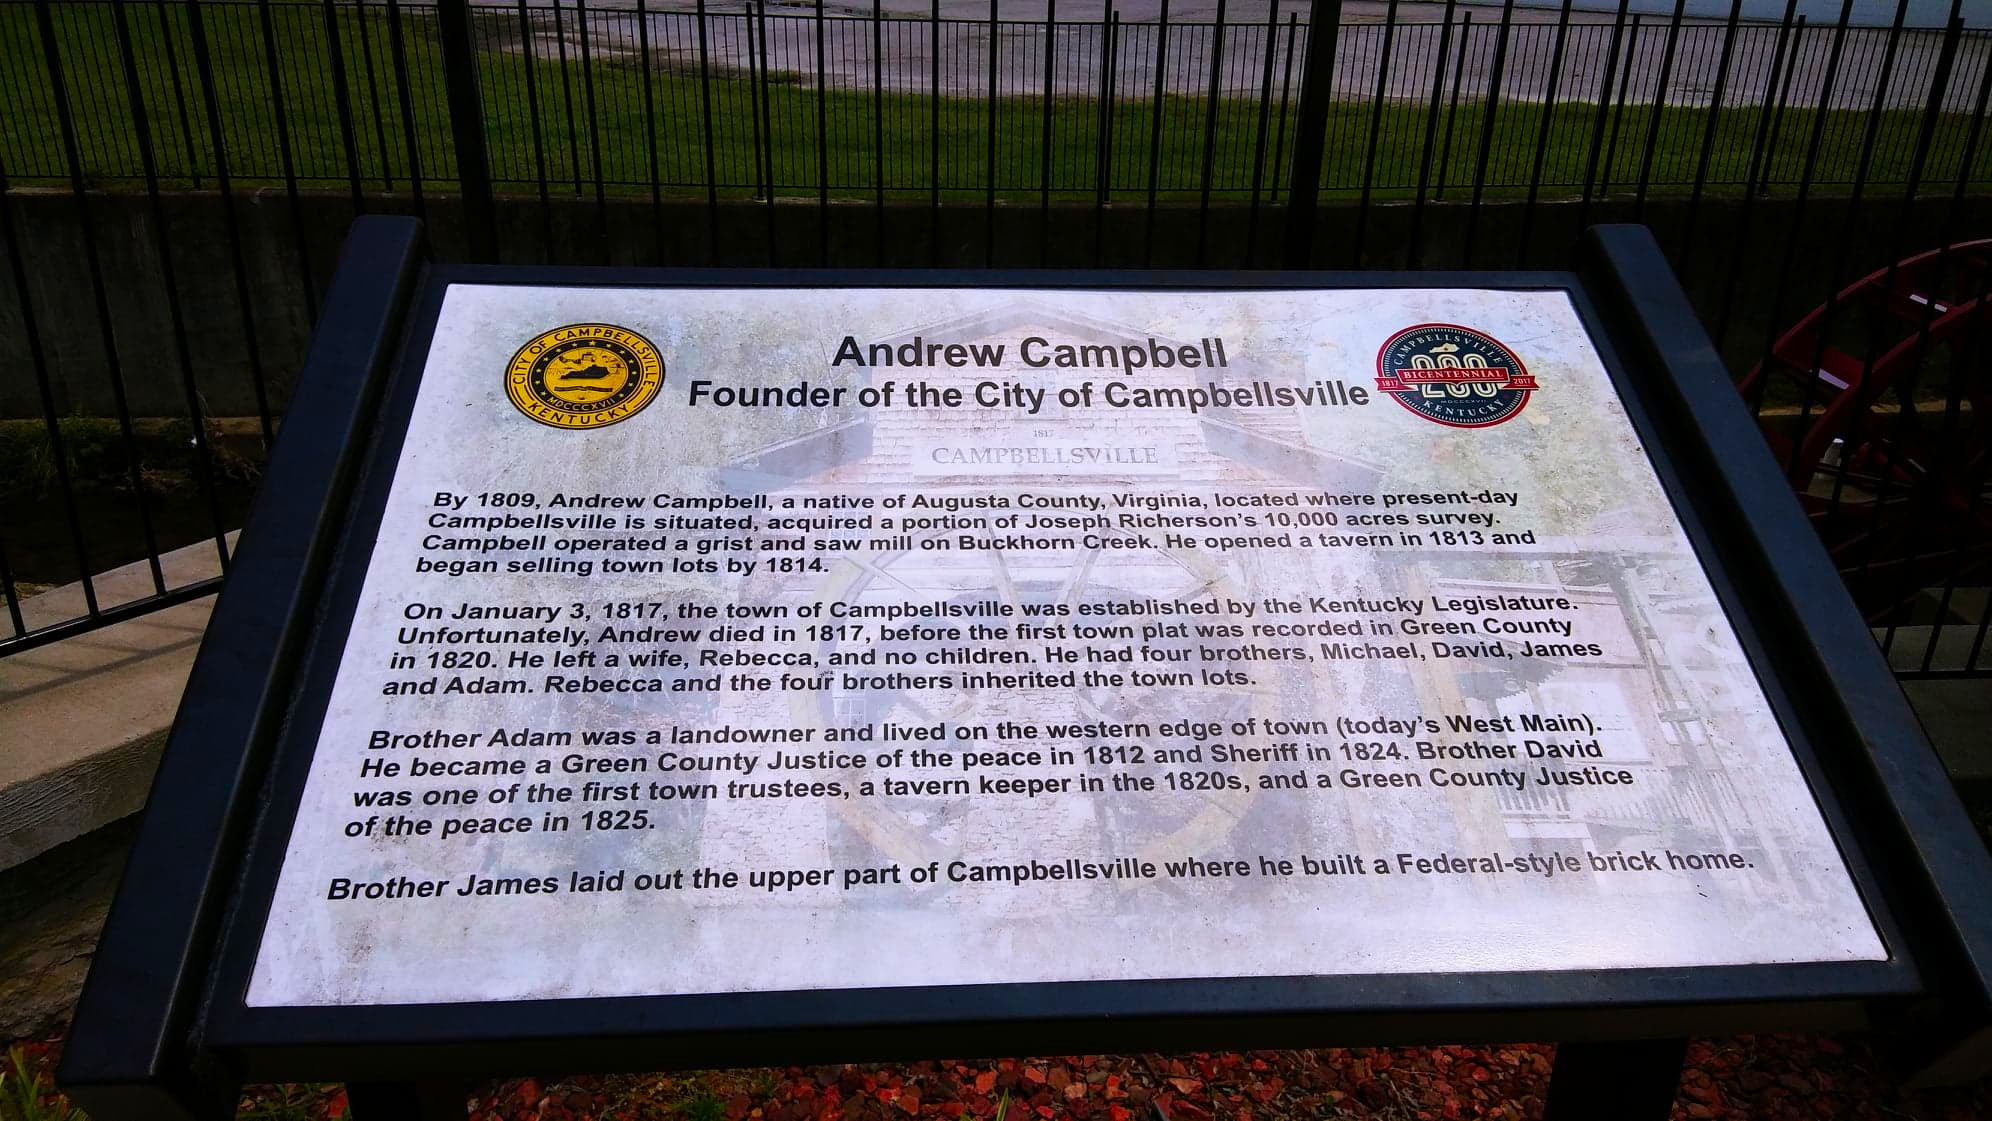 CITY OF CAMPBELLSVILLE
MDCCCXVII
KENTUCKY
Andrew Campbell
Founder of the City of Campbellsville
CAMPBELLSVILLE
200
1817 BICENTENNIAL 2017
MDCCCXVII
KENTUCKY
1817
CAMPBELLSVILLE
By 1809, Andrew Campbell, a native of Augusta County, Virginia, located where present-day
Campbellsville is situated, acquired a portion of Joseph Richerson's 10,000 acres survey.
Campbell operated a grist and saw mill on Buckhorn Creek. He opened a tavern in 1813 and
began selling town lots by 1814.
On January 3, 1817, the town of Campbellsville was established by the Kentucky Legislature.
Unfortunately, Andrew died in 1817, before the first town plat was recorded in Green County
in 1820. He left a wife, Rebecca, and no children. He had four brothers, Michael, David, James
and Adam. Rebecca and the four brothers inherited the town lots.
Brother Adam was a landowner and lived on the western edge of town (today's West Main).
He became a Green County Justice of the peace in 1812 and Sheriff in 1824. Brother David
was one of the first town trustees, a tavern keeper in the 1820s, and a Green County Justice
of the peace in 1825.
Brother James laid out the upper part of Campbellsville where he built a Federal-style brick home.